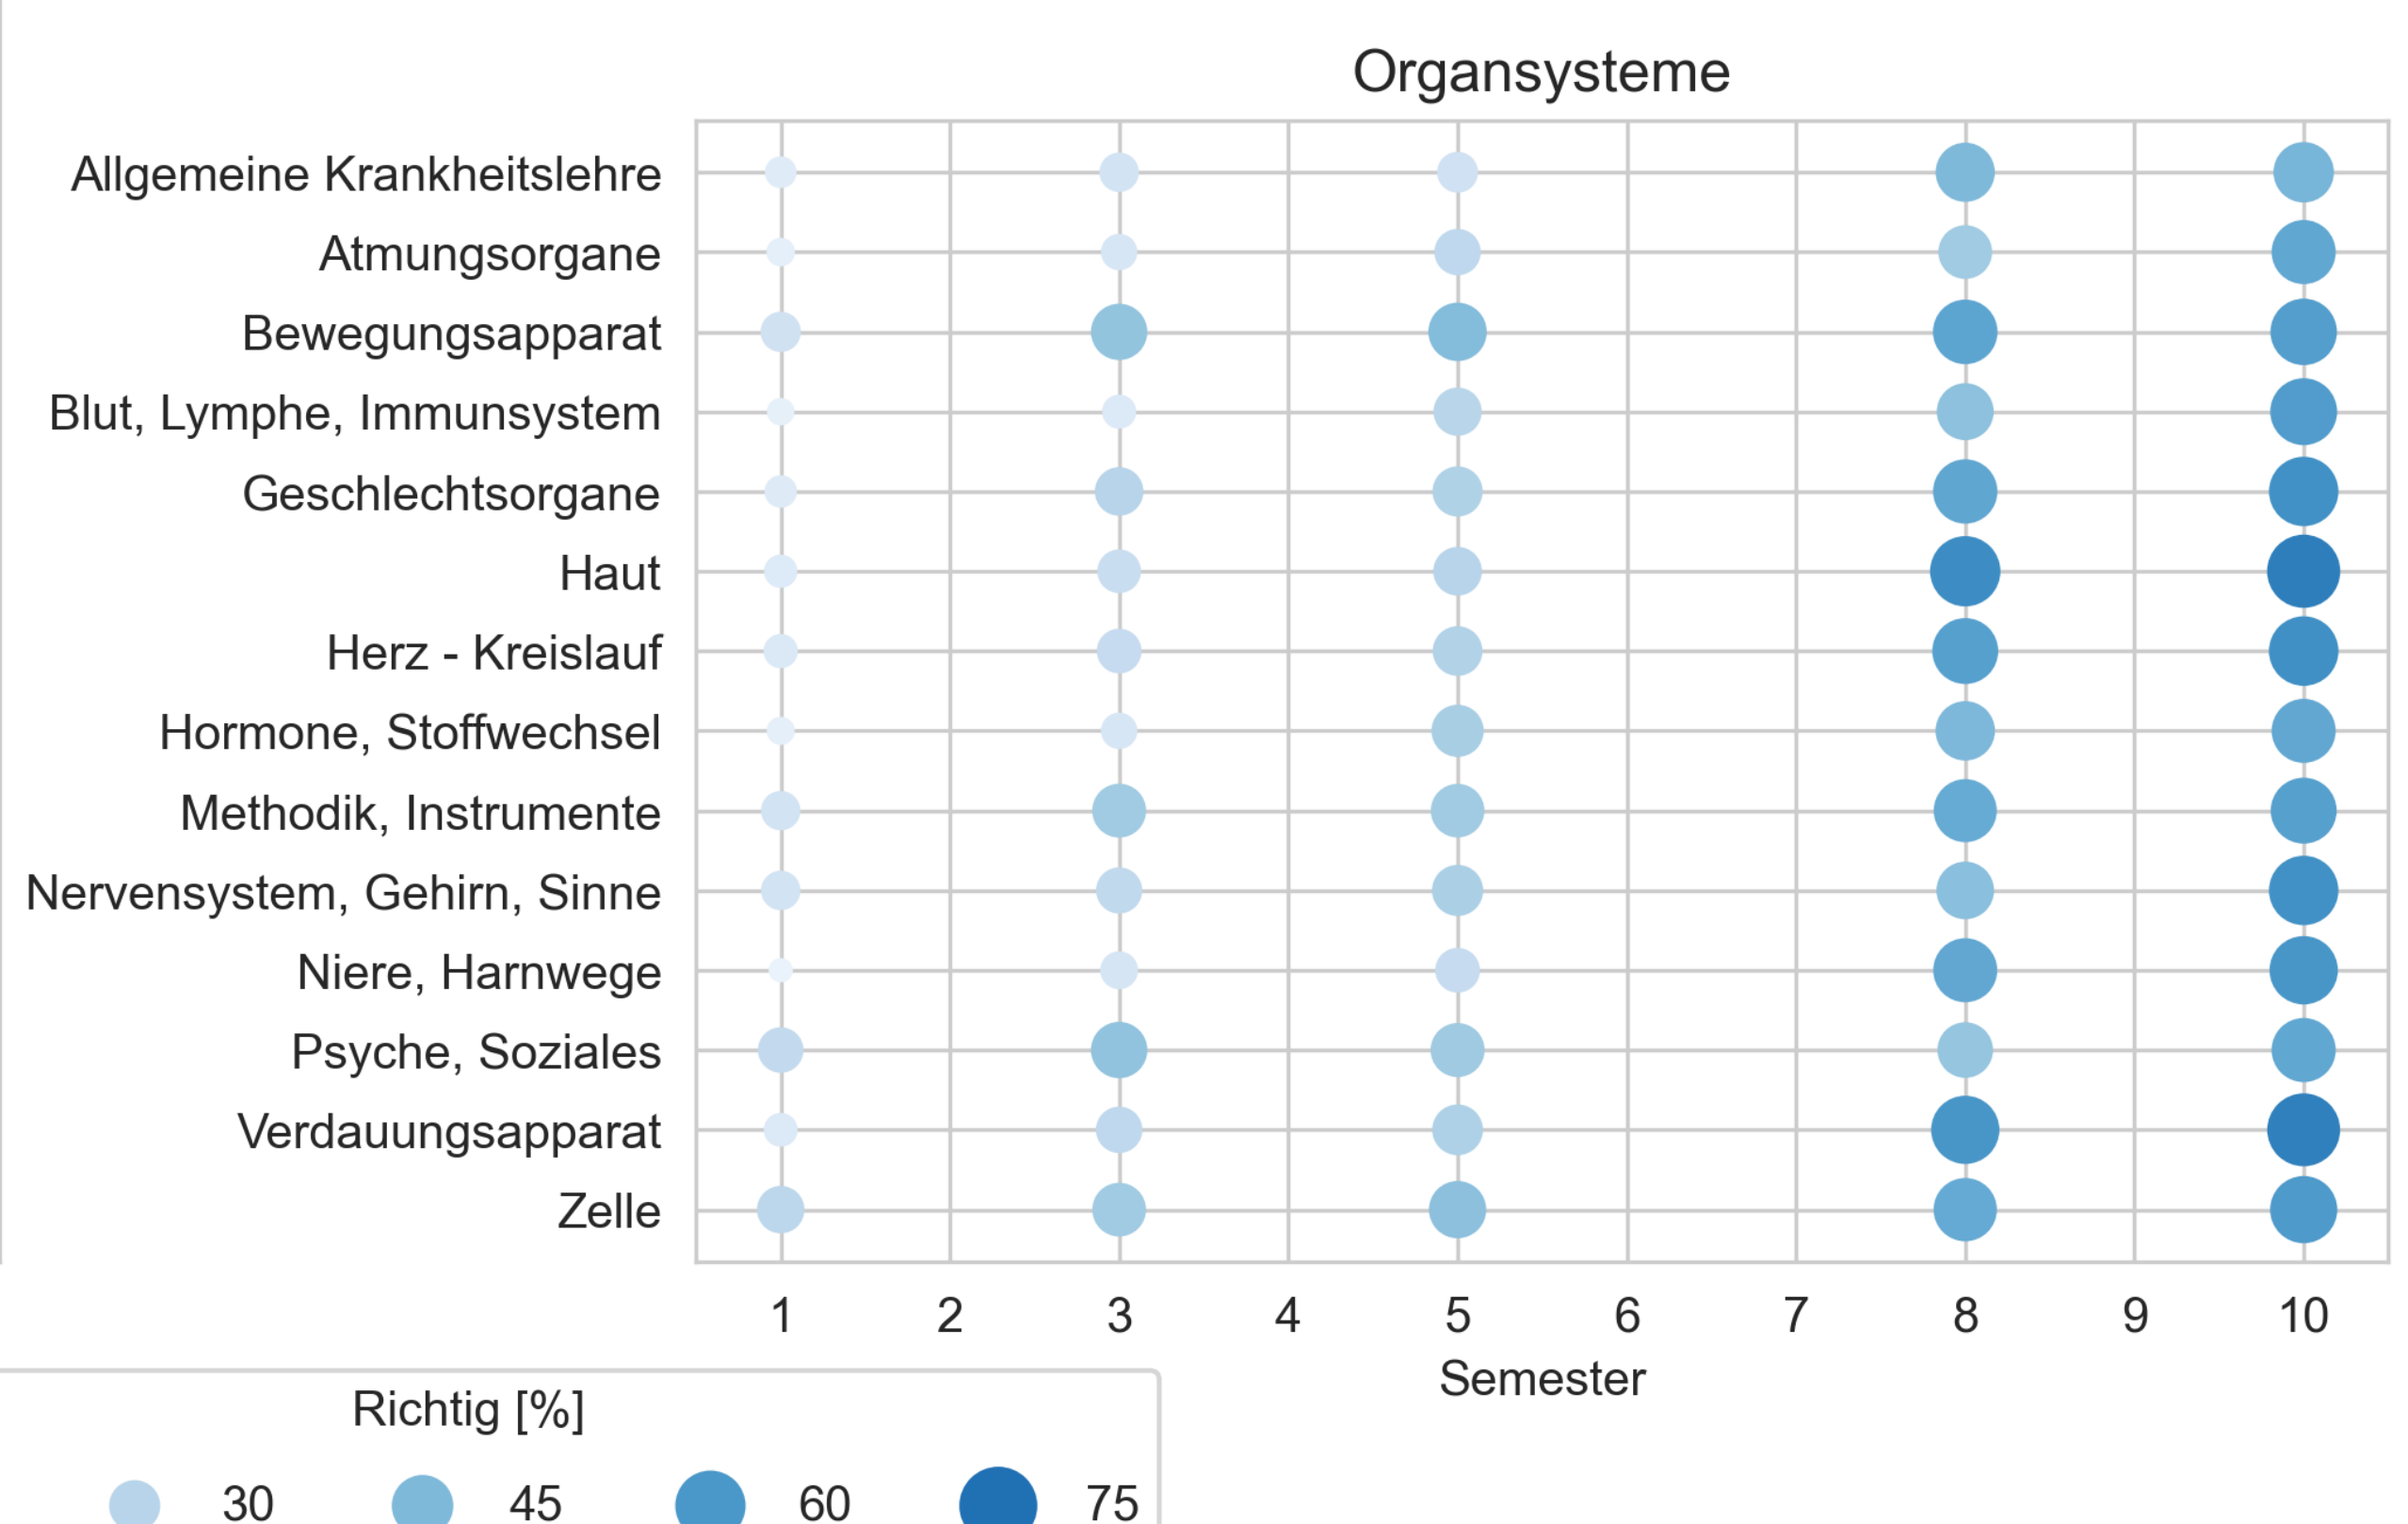 Organsysteme
Allgemeine Krankheitslehre
Atmungsorgane
Bewegungsapparat
Blut, Lymphe, Immunsystem
Geschlechtsorgane
Haut
Herz - Kreislauf
Hormone, Stoffwechsel
Methodik, Instrumente
Nervensystem, Gehirn, Sinne
Niere, Harnwege
Psyche, Soziales
Verdauungsapparat
Zelle
1 2 3 4 5 6 7 8 9 10
Semester
Richtig [%]
30 45 60 75